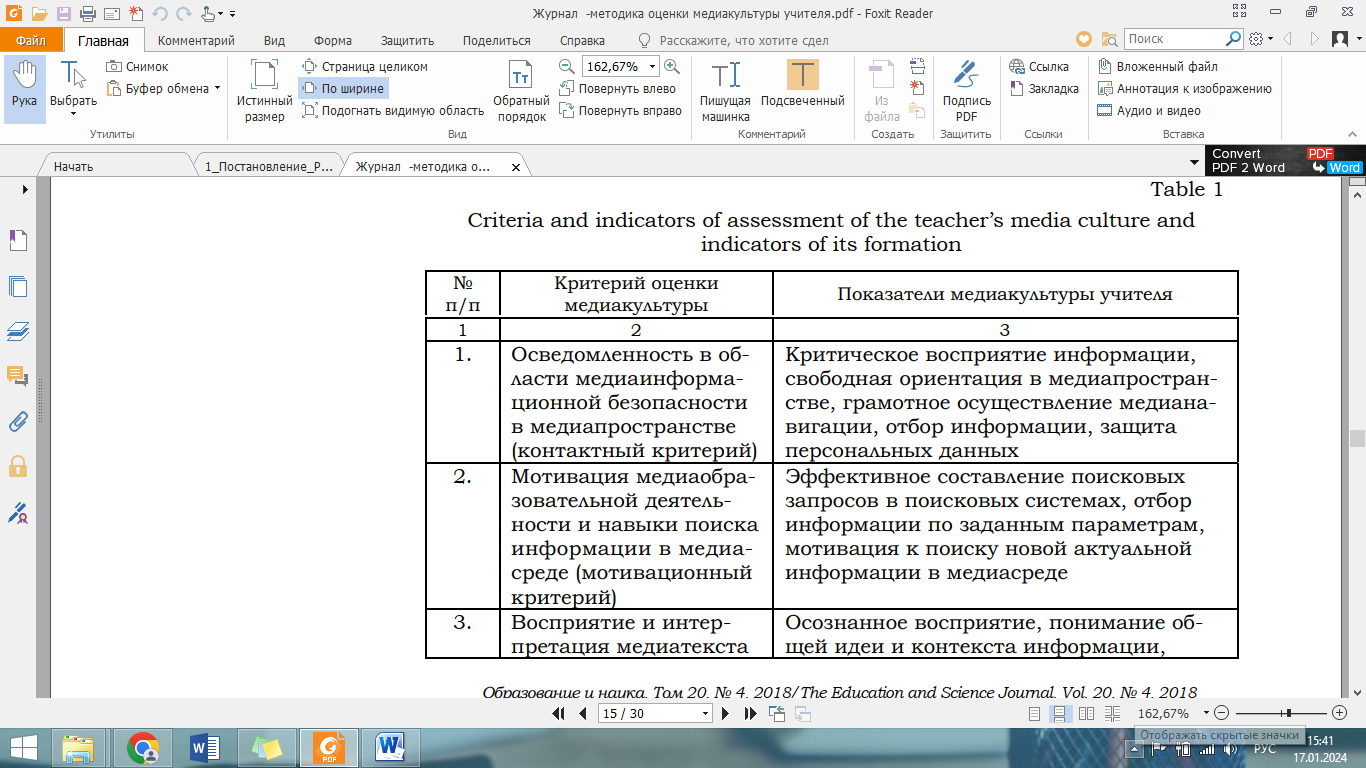 Журнал -методика оценки медиакультуры учителя.pdf - Foxit Reader
Файл Главная Комментарий Вид Форма Защитить Поделиться Справка Расскажите, что хотите сдел Поиск
Рука
Выбрать
Снимок
Буфер обмена
Утилиты
Истинный размер
Страница целиком
По ширине
Подогнать видимую область
Обратный порядок
162,67%
Повернуть влево
Повернуть вправо
Вид
Пишущая машинка
Подсвеченный
Комментарий
Из файла
Создать
Подпись PDF
Защитить
Ссылка
Закладка
Ссылки
Вложенный файл
Аннотация к изображению
Аудио и видео
Вставка
Начать 1_Постановление_Р... Журнал -методика о...
Convert PDF
PDF 2 Word Word
Table 1
Criteria and indicators of assessment of the teacher’s media culture and
indicators of its formation
№
п/п
Критерий оценки
медиакультуры
Показатели медиакультуры учителя
1 2 3
1.
Осведомленность в об-
ласти медиаинформа-
ционной безопасности
в медиапространстве
(контактный критерий)
Критическое восприятие информации,
свободная ориентация в медиапростран-
стве, грамотное осуществление медиана-
вигации, отбор информации, защита
персональных данных
2.
Мотивация медиаобра-
зовательной деятель-
ности и навыки поиска
информации в медиа-
среде (мотивационный
критерий)
Эффективное составление поисковых
запросов в поисковых системах, отбор
информации по заданным параметрам,
мотивация к поиску новой актуальной
информации в медиасреде
3.
Восприятие и интер-
претация медиатекста
Осознанное восприятие, понимание об-
щей идеи и контекста информации,
Образование и наука. Том 20, № 4. 2018/The Education and Science Journal. Vol. 20, № 4. 2018
15 / 30
162,67%
Отображать скрытые значки
РУС
15:41
17.01.2024